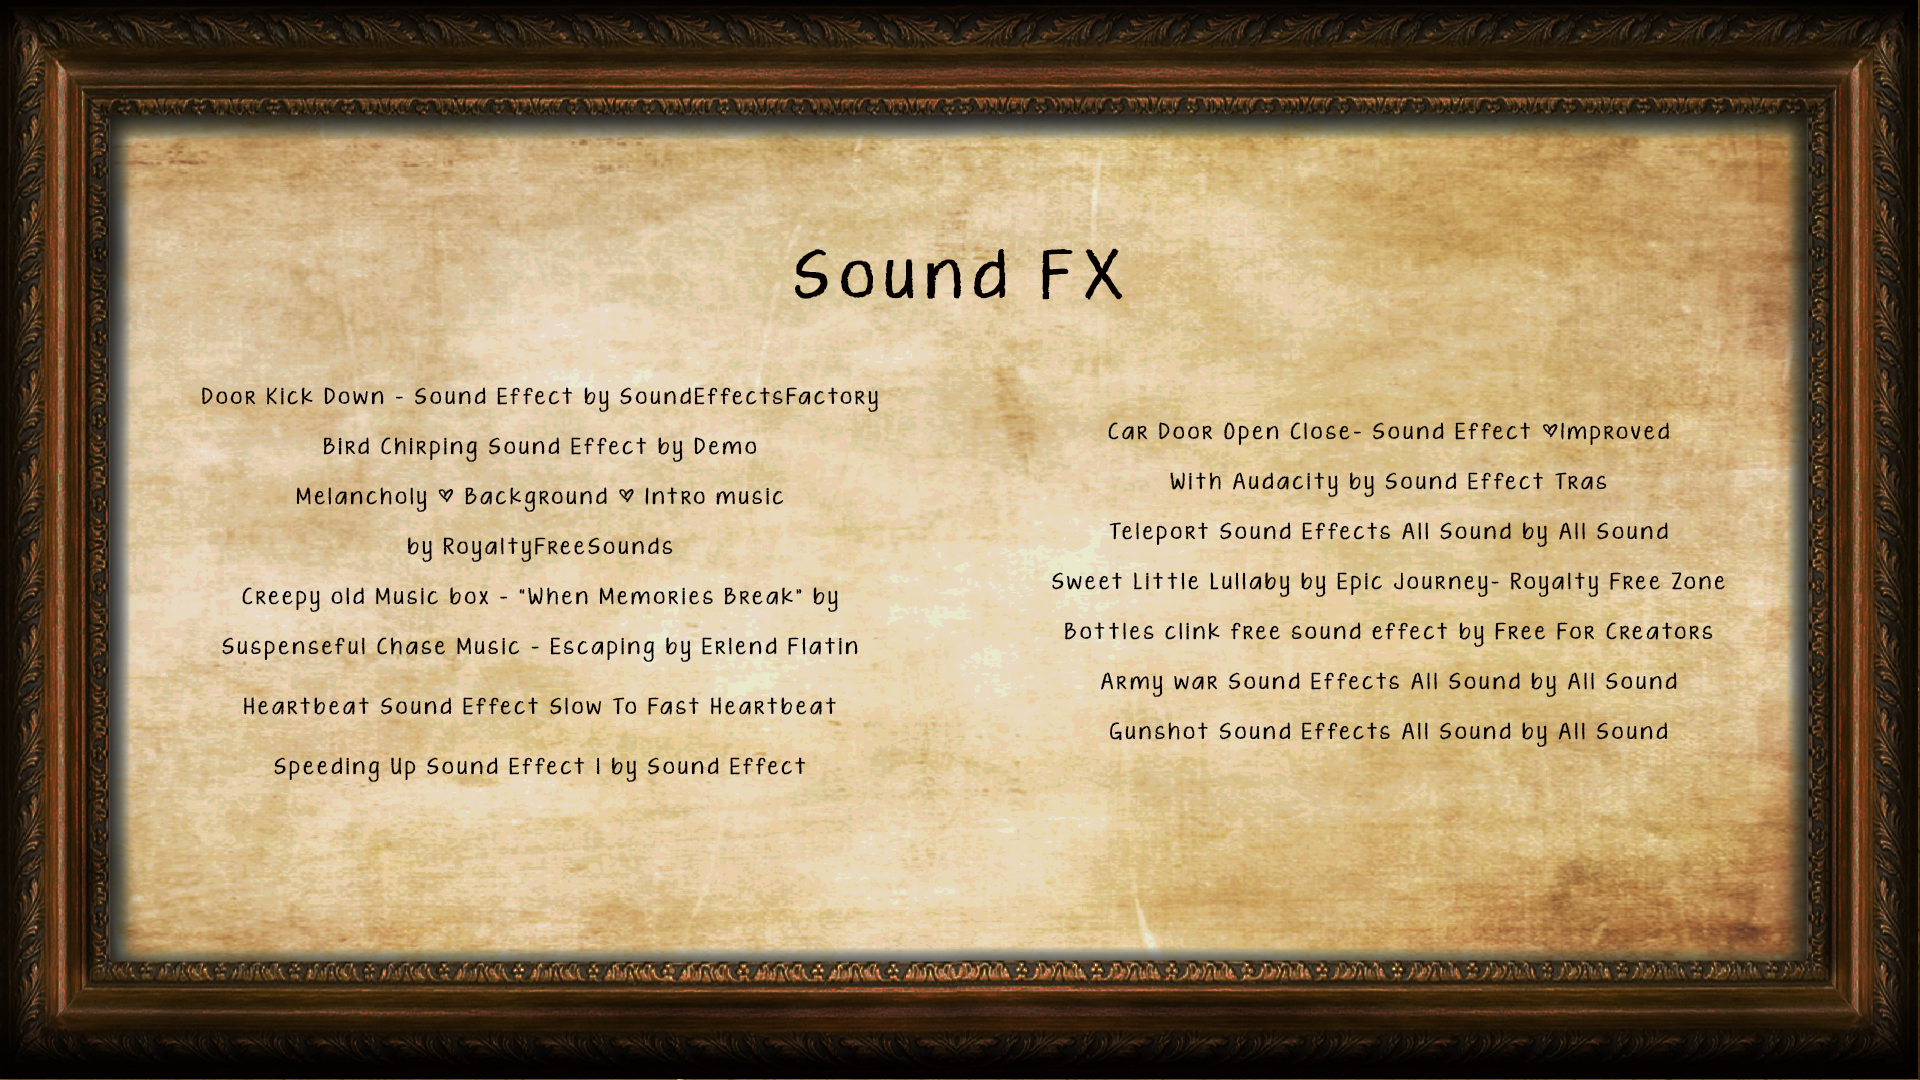 Sound FX
Door Kick Down - Sound Effect by SoundEffectsFactory
Bird Chirping Sound Effect by Demo
Melancholy ♥ Background ♥ Intro music
by RoyaltyFreeSounds
Creepy old Music box - "When Memories Break" by
Suspenseful Chase Music - Escaping by Erlend Flatin
Heartbeat Sound Effect Slow To Fast Heartbeat
Speeding Up Sound Effect | by Sound Effect
Car Door Open Close- Sound Effect ♥Improved
With Audacity by Sound Effect Tras
Teleport Sound Effects All Sound by All Sound
Sweet Little Lullaby by Epic Journey- Royalty Free Zone
Bottles clink free sound effect by Free For Creators
Army war Sound Effects All Sound by All Sound
Gunshot Sound Effects All Sound by All Sound